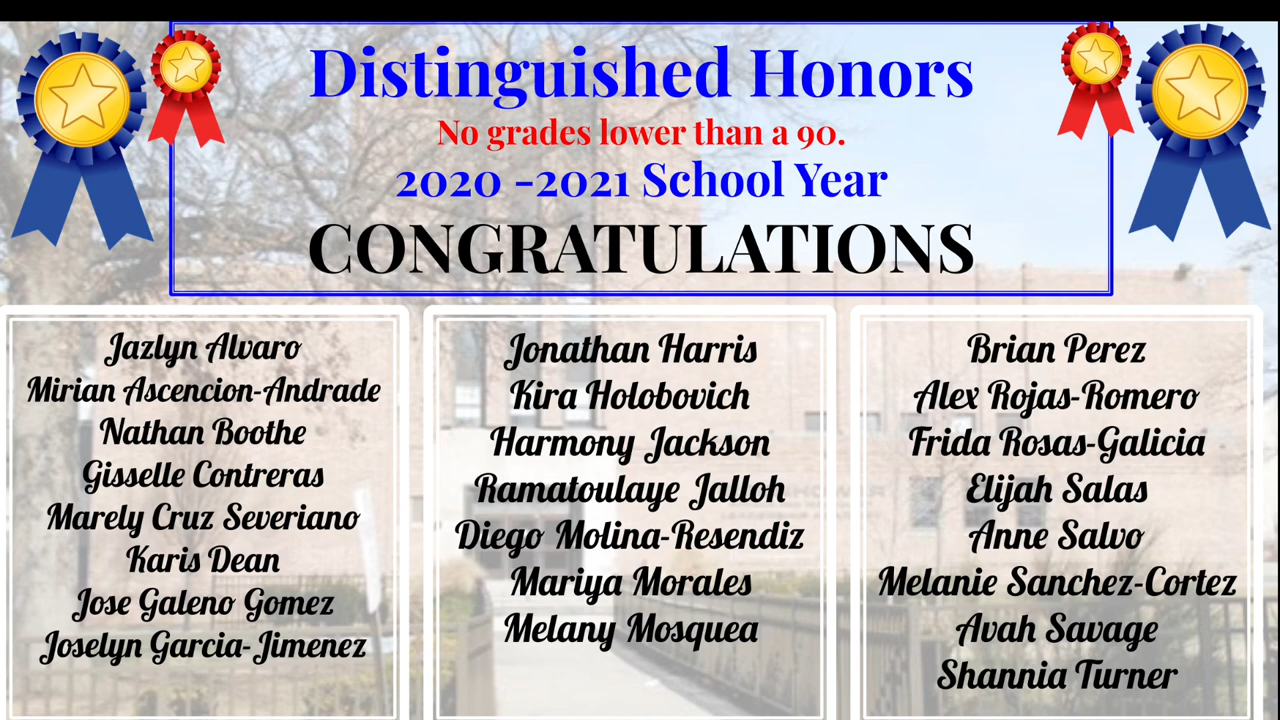 Distinguished Honors
No grades lower than a 90.
2020 -2021 School Year
CONGRATULATIONS
Jazlyn Alvaro
Mirian Ascencion-Andrade
Nathan Boothe
Gisselle Contreras
Marely Cruz Severiano
Karis Dean
Jose Galeno Gomez
Joselyn Garcia-Jimenez
Jonathan Harris
Kira Holobovich
Harmony Jackson
Ramatoulaye Jalloh
Diego Molina-Resendiz
Mariya Morales
Melany Mosquea
Brian Perez
Alex Rojas-Romero
Frida Rosas-Galicia
Elijah Salas
Anne Salvo
Melanie Sanchez-Cortez
Avah Savage
Shannia Turner